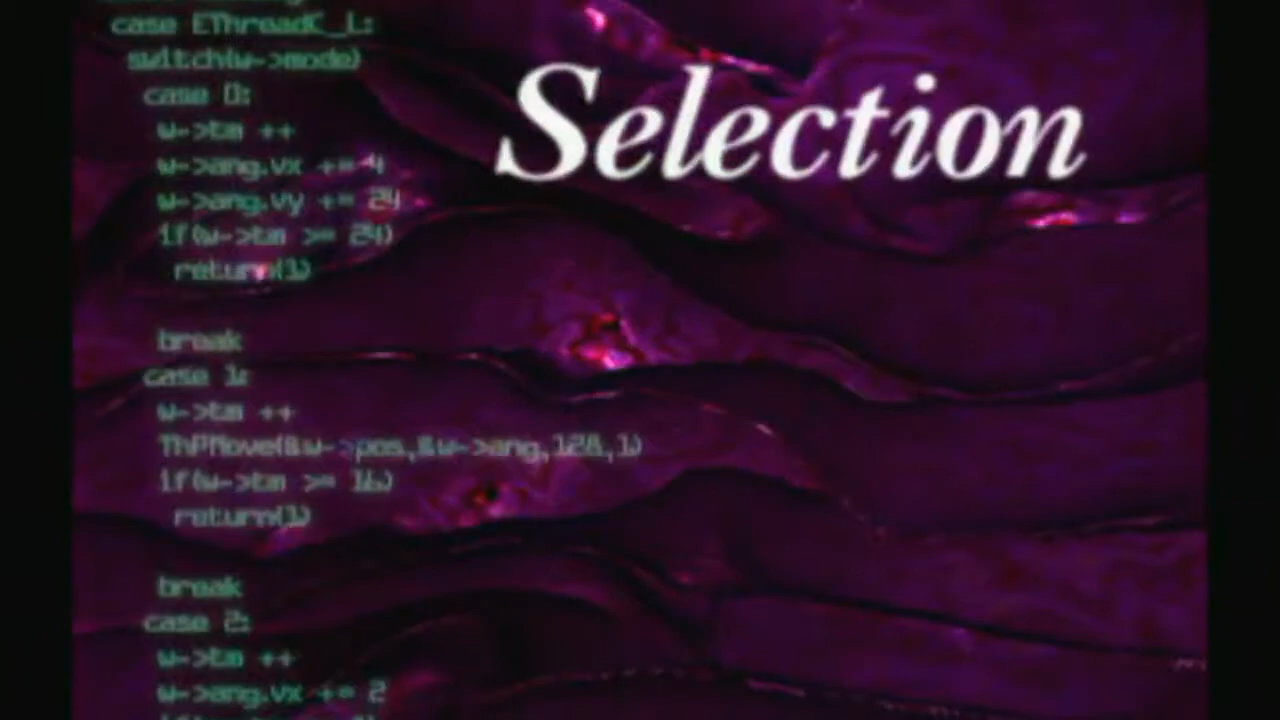 case EThreadC_L:
switch(w->mode)
Selection
case 0:
w->tm ++
w->ang.vx += 4
w->ang.vy += 24
if(w->tm >= 24)
return(1)
break
case 1:
w->tm ++
ThPMove(&w->pos,&w->ang,128,1)
if(w->tm >= 16)
return(1)
break
case 2:
w->tm ++
w->ang.vx += 2